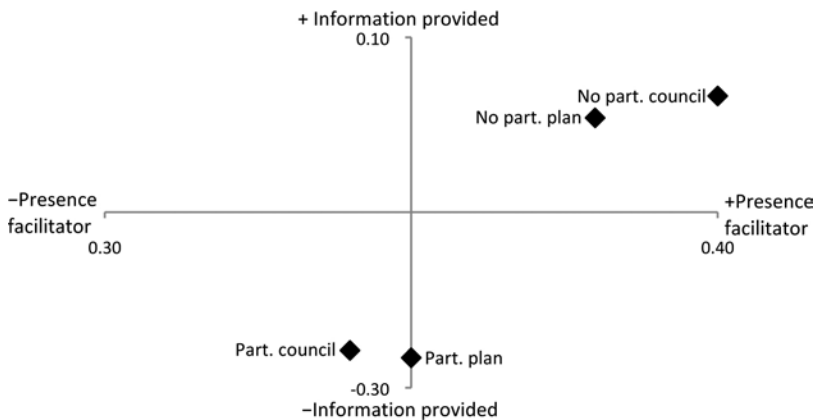 + Information provided
0.10
No part. council
No part. plan
−Presence
facilitator
0.30
+Presence
facilitator
0.40
Part. council
Part. plan
-0.30
−Information provided